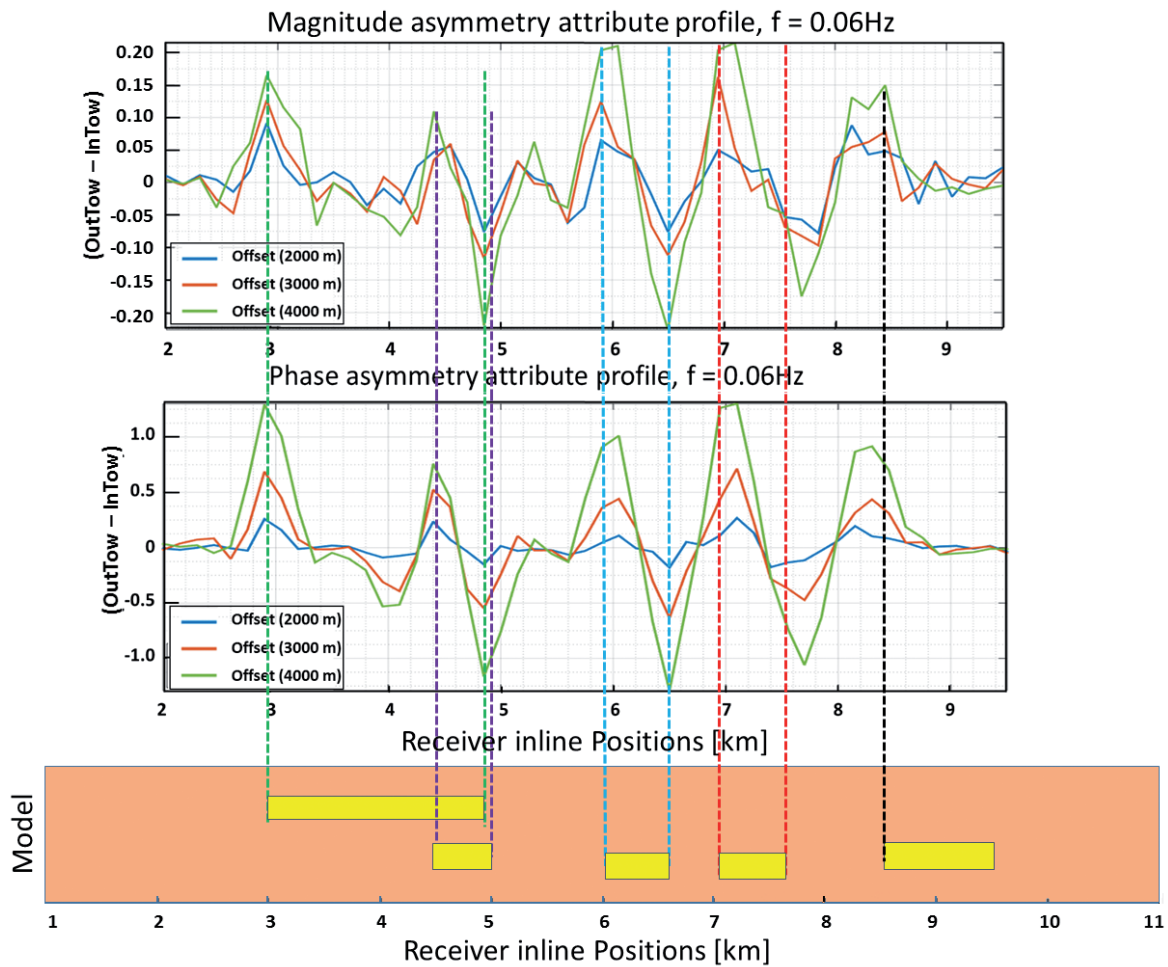 Magnitude asymmetry attribute profile, f = 0.06Hz
(OutTow – InTow)
0.20
0.15
0.10
0.05
0
-0.05
-0.10
-0.15
-0.20
Offset (2000 m)
Offset (3000 m)
Offset (4000 m)
2 3 4 5 6 7 8 9
Phase asymmetry attribute profile, f = 0.06Hz
(OutTow – InTow)
1.0
0.5
0
-0.5
-1.0
Offset (2000 m)
Offset (3000 m)
Offset (4000 m)
2 3 4 5 6 7 8 9
Receiver inline Positions [km]
Model
1 2 3 4 5 6 7 8 9 10 11
Receiver inline Positions [km]